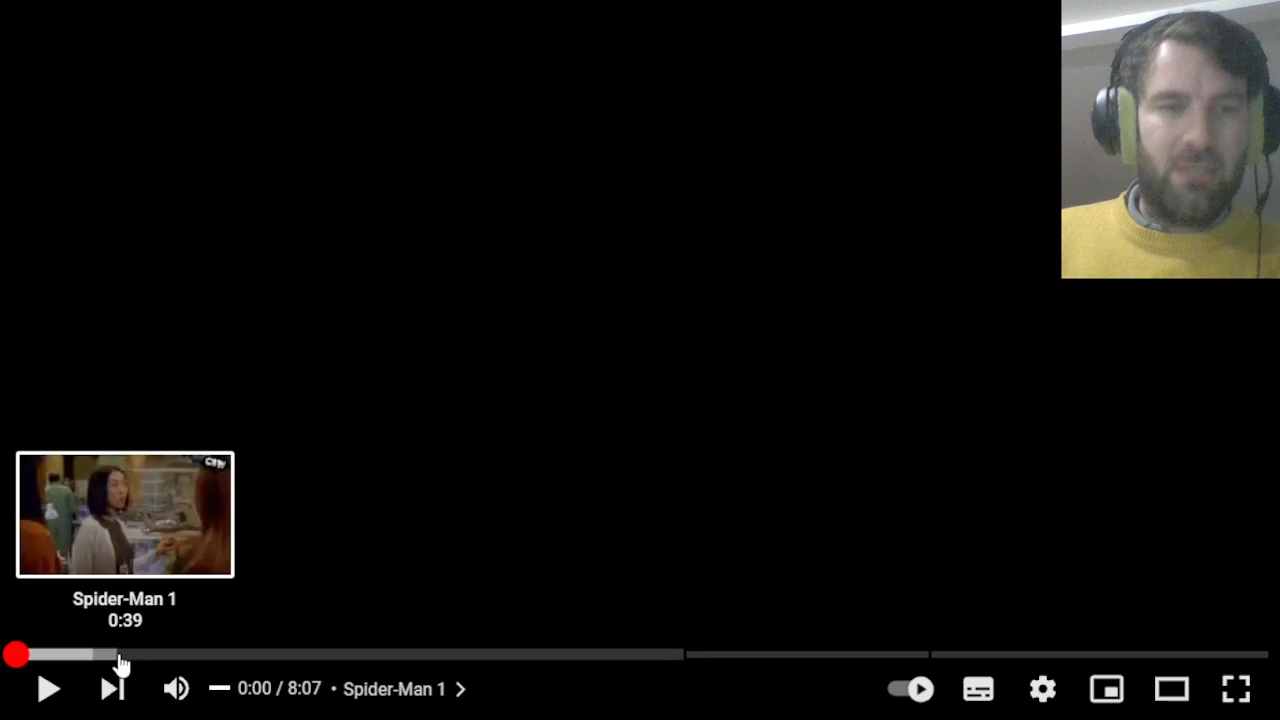 Spider-Man 1
0:39
0:00 / 8:07 • Spider-Man 1